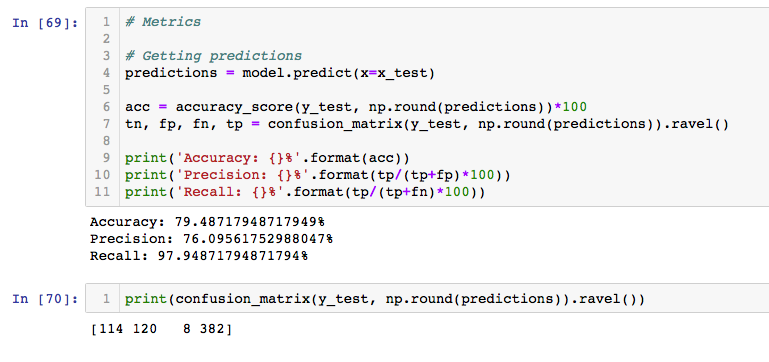 In [69]:
1 # Metrics
2
3 # Getting predictions
4 predictions = model.predict(x=x_test)
5
6 acc = accuracy_score(y_test, np.round(predictions))*100
7 tn, fp, fn, tp = confusion_matrix(y_test, np.round(predictions)).ravel()
8
9 print('Accuracy: {}%'.format(acc))
10 print('Precision: {}%'.format(tp/(tp+fp)*100))
11 print('Recall: {}%'.format(tp/(tp+fn)*100))
Accuracy: 79.48717948717949%
Precision: 76.09561752988047%
Recall: 97.94871794871794%
In [70]:
1 print(confusion_matrix(y_test, np.round(predictions)).ravel())
[114 120   8 382]